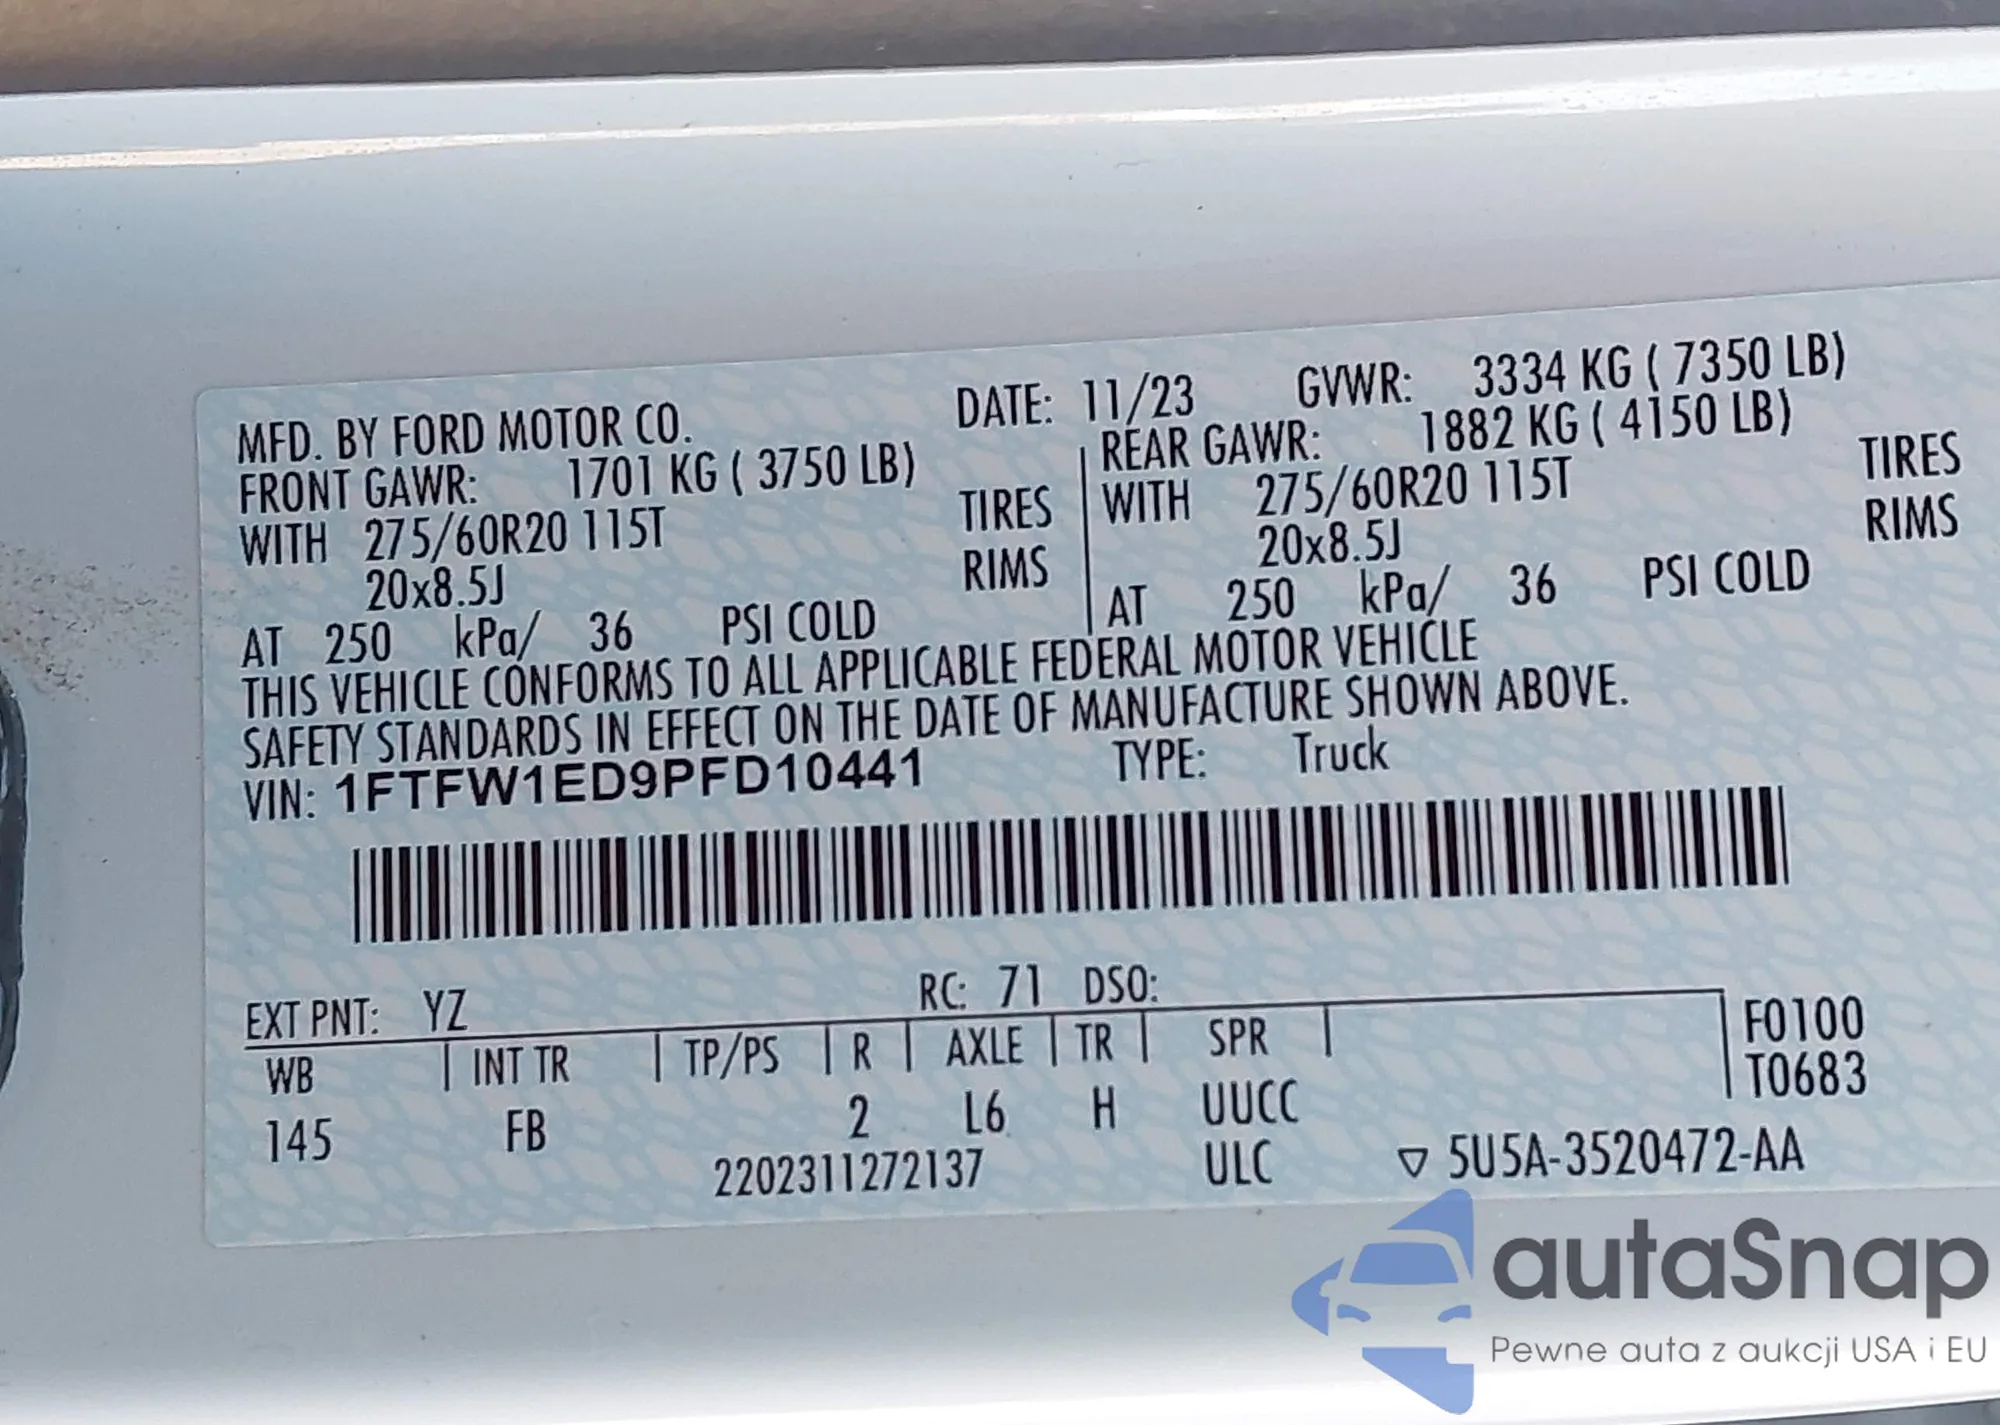 MFD. BY FORD MOTOR CO. DATE: 11/23 GVWR: 3334 KG ( 7350 LB)
FRONT GAWR: 1701 KG ( 3750 LB) REAR GAWR: 1882 KG ( 4150 LB)
WITH 275/60R20 115T TIRES WITH 275/60R20 115T TIRES
20x8.5J RIMS 20x8.5J RIMS
AT 250 kPa/ 36 PSI COLD AT 250 kPa/ 36 PSI COLD
THIS VEHICLE CONFORMS TO ALL APPLICABLE FEDERAL MOTOR VEHICLE
SAFETY STANDARDS IN EFFECT ON THE DATE OF MANUFACTURE SHOWN ABOVE.
VIN: 1FTFW1ED9PFD10441 TYPE: Truck
EXT PNT: YZ RC: 71 DSO:
WB INT TR TP/PS R AXLE TR SPR F0100
T0683
145 FB 2 L6 H UUCC
2202311272137 ULC ▽ 5U5A-3520472-AA
autaSnap
Pewne auta z aukcji USA i EU